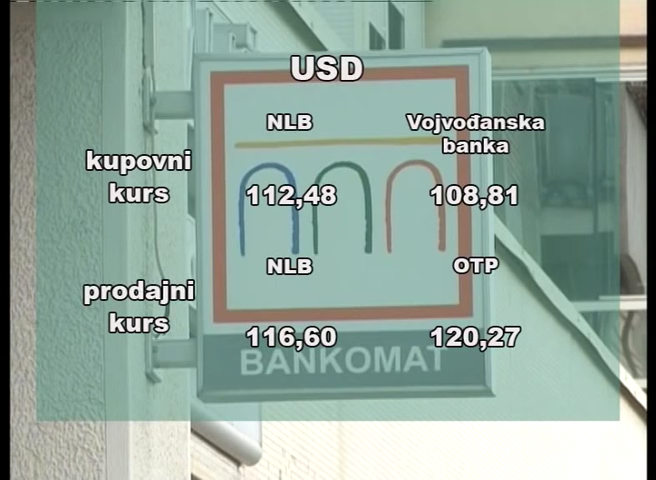 USD
NLB Vojvođanska
banka
kupovni
kurs
112,48 108,81
NLB OTP
prodajni
kurs
116,60 120,27
BANKOMAT